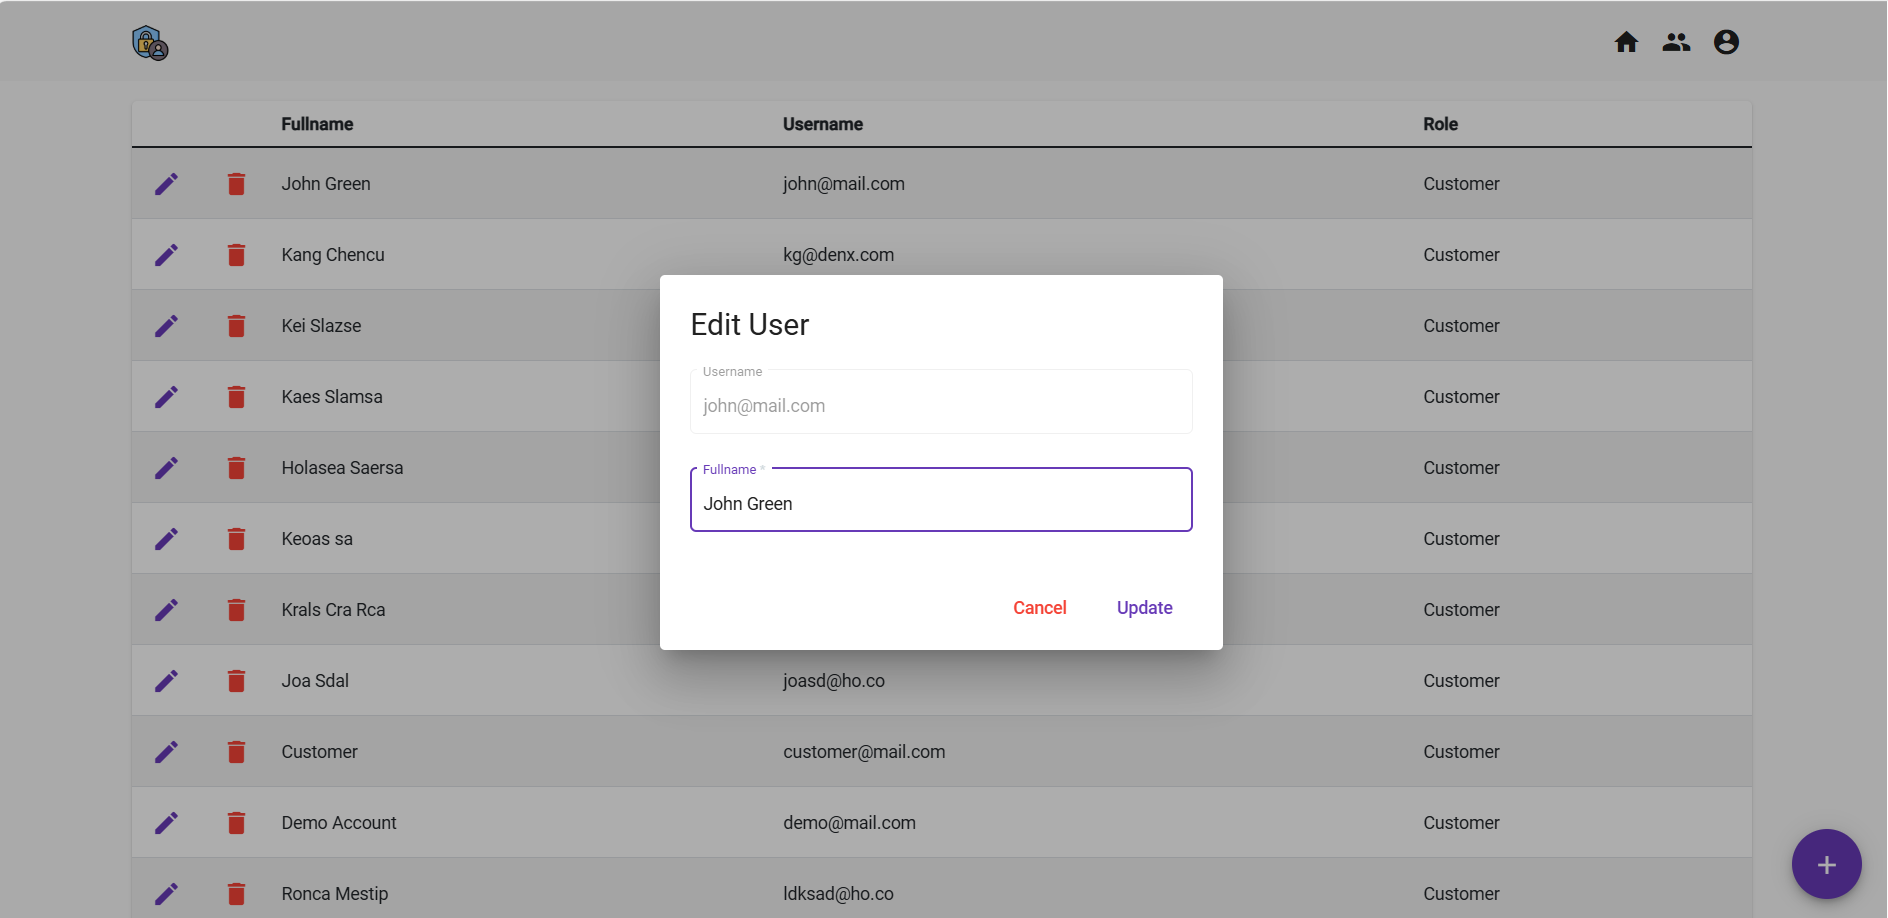 Fullname Username Role
John Green john@mail.com Customer
Kang Chencu kg@denx.com Customer
Kei Slazse Customer
Kaes Slamsa Customer
Holasea Saersa Customer
Keoas sa Customer
Krals Cra Rca Customer
Joa Sdal joasd@ho.co Customer
Customer customer@mail.com Customer
Demo Account demo@mail.com Customer
Ronca Mestip ldksad@ho.co Customer
Edit User
Username
john@mail.com
Fullname *
John Green
Cancel Update
+